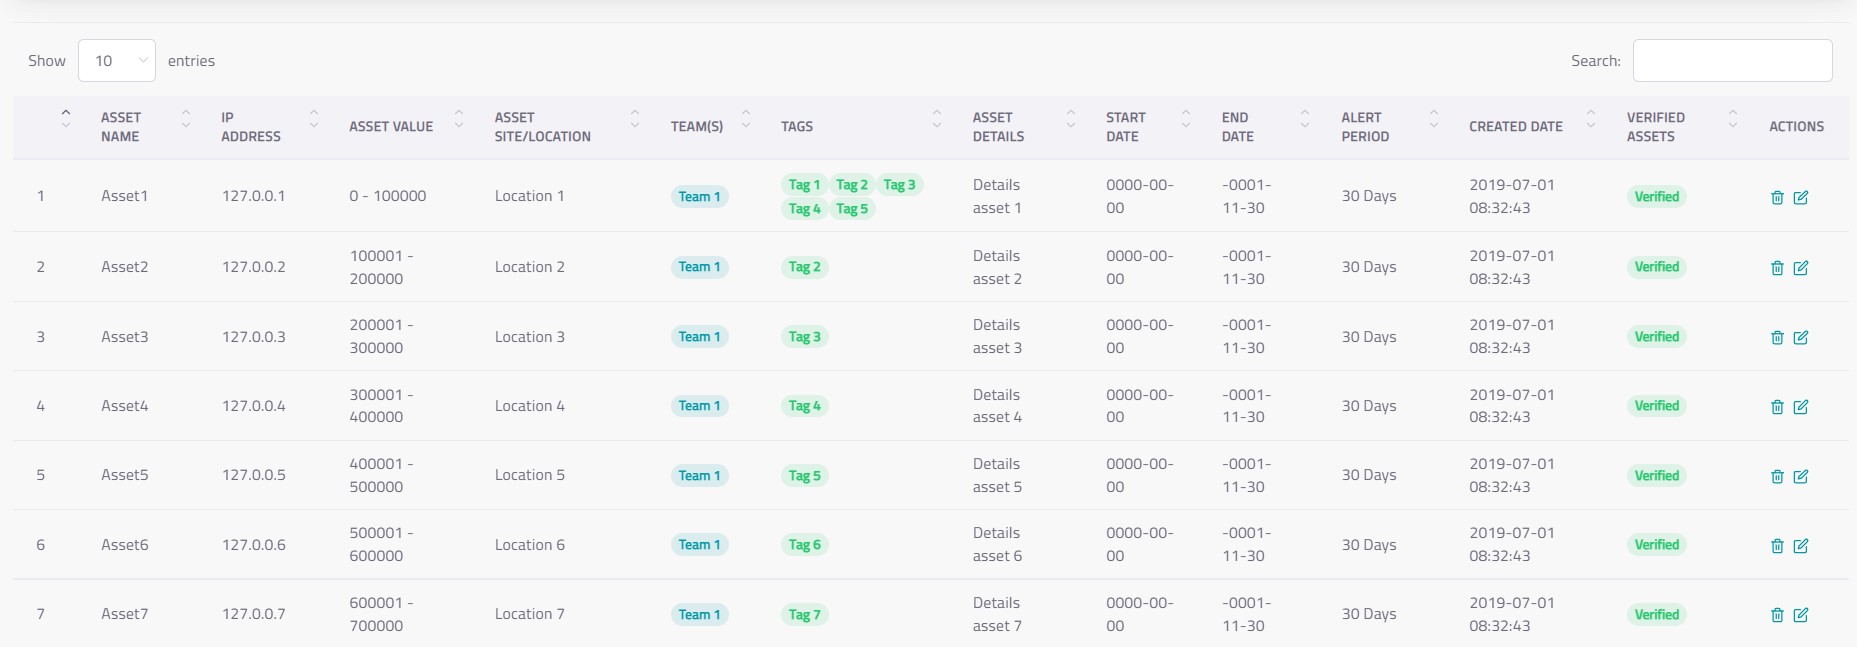 Show 10 entries Search:
ASSET NAME IP ADDRESS ASSET VALUE ASSET SITE/LOCATION TEAM(S) TAGS ASSET DETAILS START DATE END DATE ALERT PERIOD CREATED DATE VERIFIED ASSETS ACTIONS
1 Asset1 127.0.0.1 0 - 100000 Location 1 Team 1 Tag 1 Tag 2 Tag 3 Tag 4 Tag 5 Details asset 1 0000-00-00 -0001-11-30 30 Days 2019-07-01 08:32:43 Verified
2 Asset2 127.0.0.2 100001 - 200000 Location 2 Team 1 Tag 2 Details asset 2 0000-00-00 -0001-11-30 30 Days 2019-07-01 08:32:43 Verified
3 Asset3 127.0.0.3 200001 - 300000 Location 3 Team 1 Tag 3 Details asset 3 0000-00-00 -0001-11-30 30 Days 2019-07-01 08:32:43 Verified
4 Asset4 127.0.0.4 300001 - 400000 Location 4 Team 1 Tag 4 Details asset 4 0000-00-00 -0001-11-30 30 Days 2019-07-01 08:32:43 Verified
5 Asset5 127.0.0.5 400001 - 500000 Location 5 Team 1 Tag 5 Details asset 5 0000-00-00 -0001-11-30 30 Days 2019-07-01 08:32:43 Verified
6 Asset6 127.0.0.6 500001 - 600000 Location 6 Team 1 Tag 6 Details asset 6 0000-00-00 -0001-11-30 30 Days 2019-07-01 08:32:43 Verified
7 Asset7 127.0.0.7 600001 - 700000 Location 7 Team 1 Tag 7 Details asset 7 0000-00-00 -0001-11-30 30 Days 2019-07-01 08:32:43 Verified